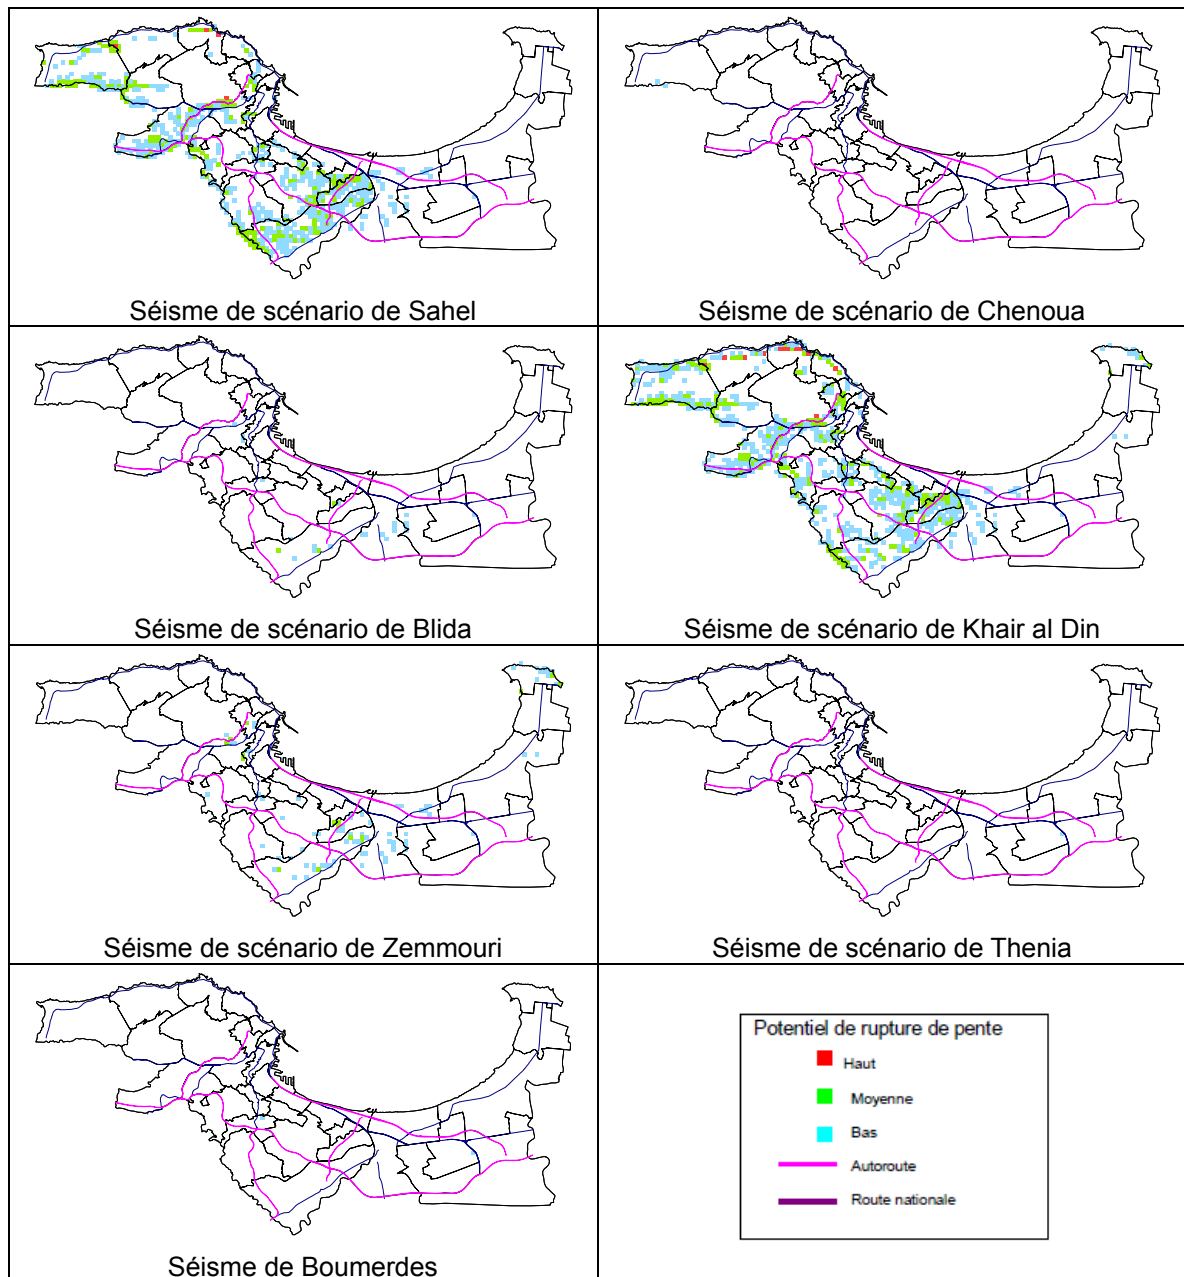 Séisme de scénario de Sahel
Séisme de scénario de Chenoua
Séisme de scénario de Blida
Séisme de scénario de Khair al Din
Séisme de scénario de Zemmouri
Séisme de scénario de Thenia
Séisme de Boumerdes
Potentiel de rupture de pente
Haut
Moyenne
Bas
Autoroute
Route nationale